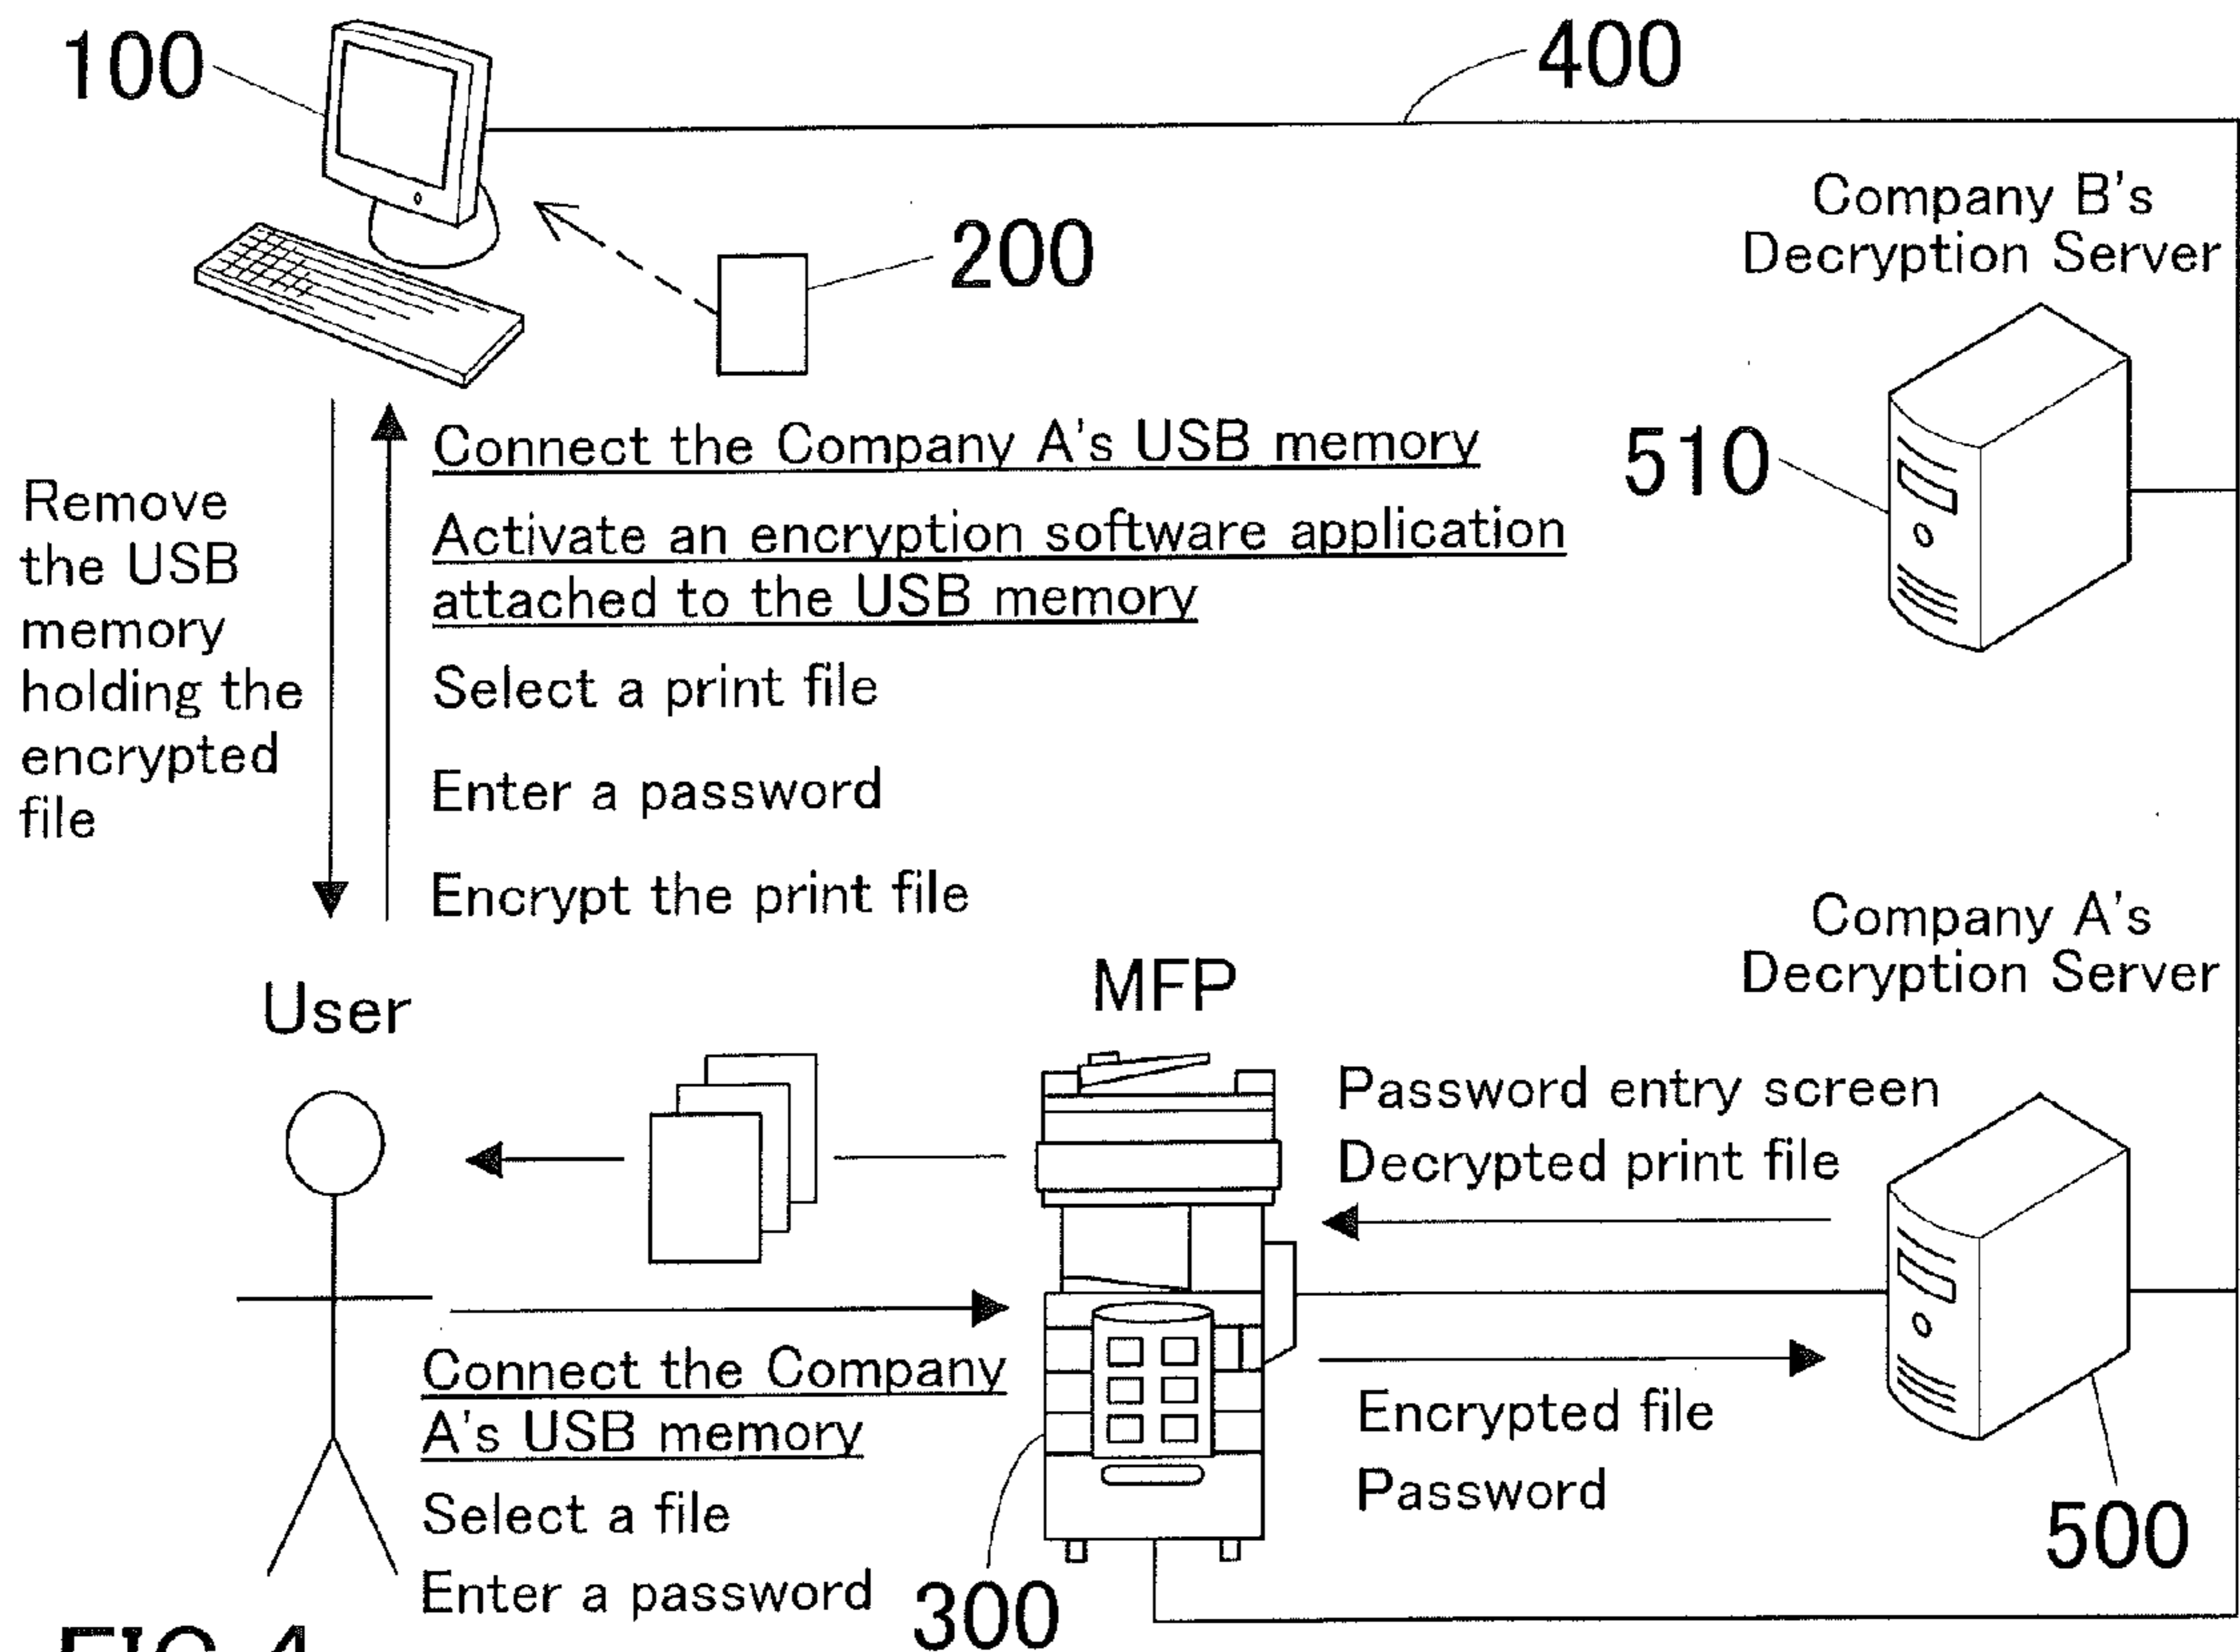 100
400
Company B's
Decryption Server
200
510
Connect the Company A's USB memory
Activate an encryption software application
attached to the USB memory
Select a print file
Enter a password
Encrypt the print file
Remove
the USB
memory
holding the
encrypted
file
User
MFP
Company A's
Decryption Server
Password entry screen
Decrypted print file
Connect the Company
A's USB memory
Select a file
Enter a password
Encrypted file
Password
300
500
FIG. 4